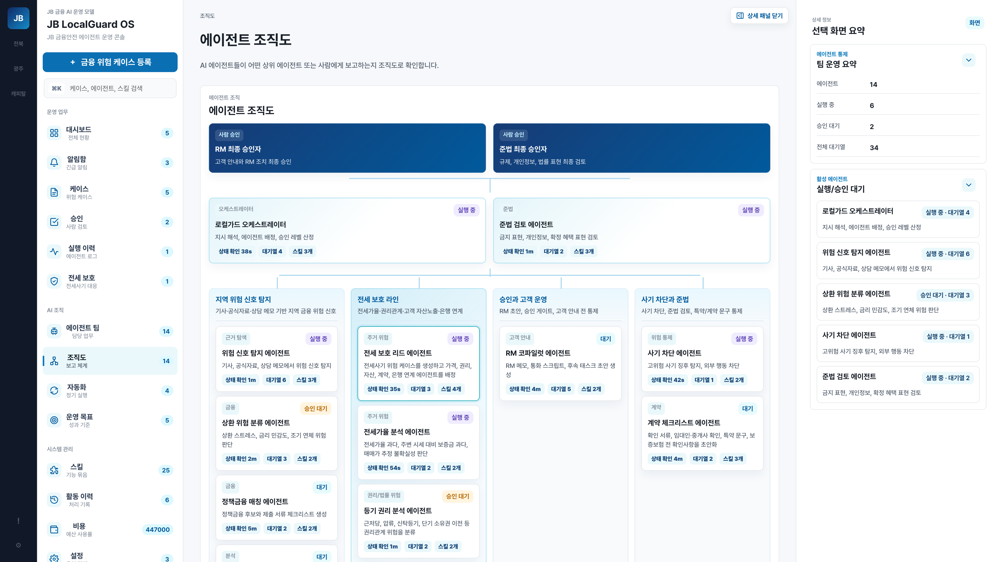 JB
전북
광주
캐피탈
!
JB 금융 AI 운영 모델
JB LocalGuard OS
JB 금융안전 에이전트 운영 콘솔
+ 금융 위험 케이스 등록
⌘K 케이스, 에이전트, 스킬 검색
운영 업무
대시보드
전체 현황
5
알림함
긴급 알림
3
케이스
위험 케이스
5
승인
사람 검토
2
실행 이력
에이전트 로그
1
전세 보호
전세사기 대응
1
AI 조직
에이전트 팀
담당 업무
14
조직도
보고 체계
14
자동화
정기 실행
4
운영 목표
성과 기준
5
시스템 관리
스킬
기능 묶음
25
활동 이력
처리 기록
6
비용
예산 사용률
447000
설정
3
조직도
상세 패널 닫기
에이전트 조직도
AI 에이전트들이 어떤 상위 에이전트 또는 사람에게 보고하는지 조직도로 확인합니다.
에이전트 조직
에이전트 조직도
사람 승인
RM 최종 승인자
고객 안내와 RM 조치 최종 승인
사람 승인
준법 최종 승인자
규제, 개인정보, 법률 표현 최종 검토
오케스트레이터 실행 중
로컬가드 오케스트레이터
지시 해석, 에이전트 배정, 승인 레벨 산정
상태 확인 38s 대기열 4 스킬 3개
준법 실행 중
준법 검토 에이전트
금지 표현, 개인정보, 확정 혜택 표현 검토
상태 확인 1m 대기열 2 스킬 3개
지역 위험 신호 탐지
기사·공식자료·상담 메모 기반 지역 금융 위험 신호
근거 탐색 실행 중
위험 신호 탐지 에이전트
기사, 공식자료, 상담 메모에서 위험 신호 탐지
상태 확인 1m 대기열 6 스킬 3개
금융 승인 대기
상환 위험 분류 에이전트
상환 스트레스, 금리 민감도, 조기 연체 위험
판단
상태 확인 2m 대기열 3 스킬 2개
금융 대기
정책금융 매칭 에이전트
정책금융 후보와 제출 서류 체크리스트 생성
상태 확인 5m 대기열 2 스킬 2개
분석 대기
전세 보호 라인
전세가율·권리관계·고객 자산노출·은행 연계
주거 위험 실행 중
전세 보호 리드 에이전트
전세사기 위험 케이스를 생성하고 가격, 권리,
자산, 계약, 은행 연계 에이전트를 배정
상태 확인 35s 대기열 3 스킬 4개
주거 위험 실행 중
전세가율 분석 에이전트
전세가율 과다, 주변 시세 대비 보증금 과다,
매매가 추정 불확실성 판단
상태 확인 54s 대기열 2 스킬 2개
권리/법률 위험 승인 대기
등기 권리 분석 에이전트
근저당, 압류, 신탁등기, 단기 소유권 이전 등
권리관계 위험을 분류
상태 확인 1m 대기열 2 스킬 2개
승인과 고객 운영
RM 초안, 승인 게이트, 고객 안내 전 통제
고객 안내 대기
RM 코파일럿 에이전트
RM 메모, 통화 스크립트, 후속 태스크 초안 생
성
상태 확인 4m 대기열 5 스킬 2개
사기 차단과 준법
사기 차단, 준법 검토, 특약/계약 문구 통제
위험 통제 실행 중
사기 차단 에이전트
고위험 사기 징후 탐지, 외부 행동 차단
상태 확인 42s 대기열 1 스킬 2개
계약 대기
계약 체크리스트 에이전트
확인 서류, 임대인·중개사 확인, 특약 문구, 보
증보험 전 확인사항을 초안화
상태 확인 4m 대기열 2 스킬 3개
상세 정보
선택 화면 요약
화면
에이전트 통제
팀 운영 요약
에이전트 14
실행 중 6
승인 대기 2
전체 대기열 34
활성 에이전트
실행/승인 대기
로컬가드 오케스트레이터 실행 중 · 대기열 4
지시 해석, 에이전트 배정, 승인 레벨 산정
위험 신호 탐지 에이전트 실행 중 · 대기열 6
기사, 공식자료, 상담 메모에서 위험 신호 탐지
상환 위험 분류 에이전트 승인 대기 · 대기열 3
상환 스트레스, 금리 민감도, 조기 연체 위험 판단
사기 차단 에이전트 실행 중 · 대기열 1
고위험 사기 징후 탐지, 외부 행동 차단
준법 검토 에이전트 실행 중 · 대기열 2
금지 표현, 개인정보, 확정 혜택 표현 검토